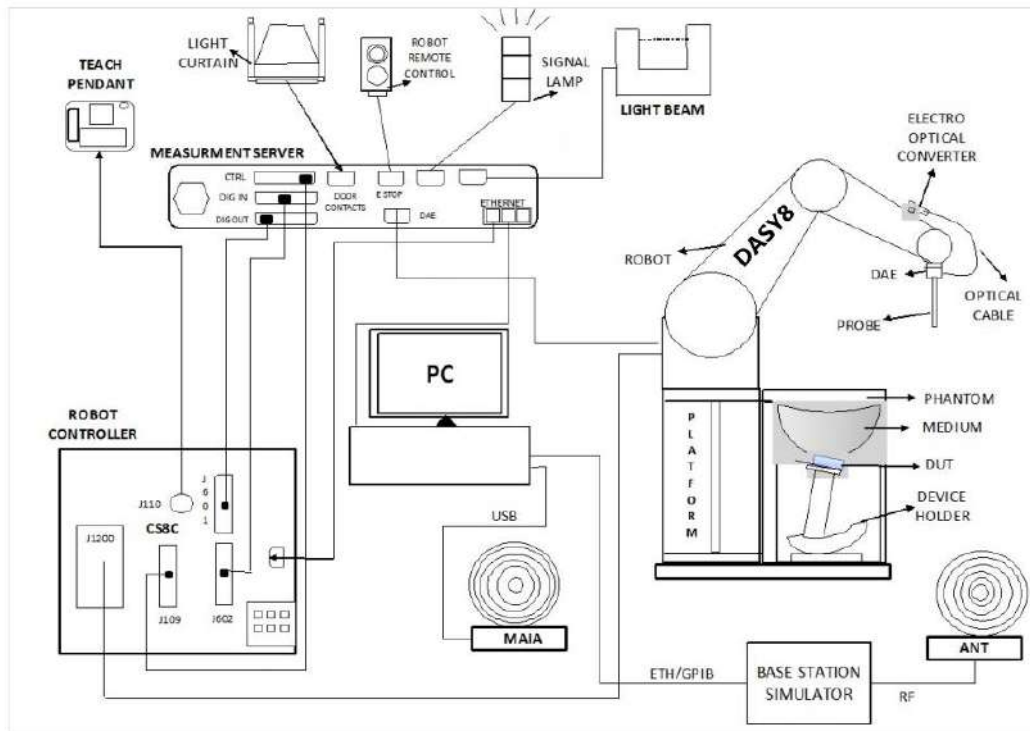 LIGHT
CURTAIN
ROBOT
REMOTE
CONTROL
SIGNAL
LAMP
LIGHT BEAM
TEACH
PENDANT
ELECTRO
OPTICAL
CONVERTER
MEASURMENT SERVER
CTRL
DIG IN
DIG OUT
DOOR
CONTACTS
E STOP
DAE
ETHERNET
ROBOT
DASY8
DAE
OPTICAL
CABLE
PROBE
PC
PLATFORM
PHANTOM
MEDIUM
DUT
DEVICE
HOLDER
ROBOT
CONTROLLER
J110
J601
CS8C
J1200
J109
J602
USB
MAIA
ANT
ETH/GPIB
BASE STATION
SIMULATOR
RF